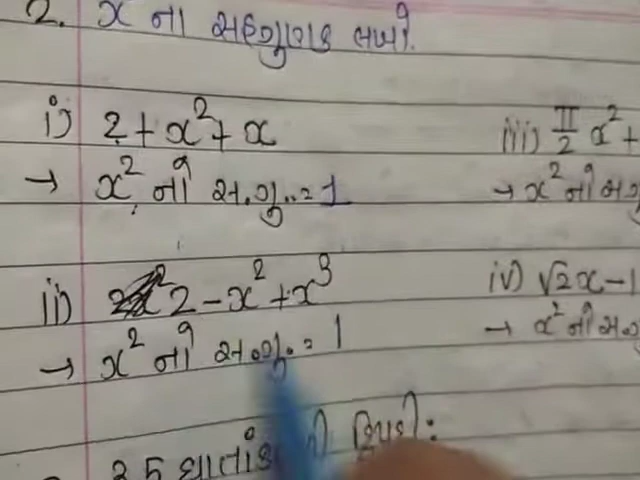 2. x ના સહગુણક લખો.
i) 2 + x² + x
→ x² નો સ.ગુ. = 1
ii) 2 - x² + x³
→ x² નો સ.ગુ. = 1
iii) π/2 x² +
→ x² નો સ.ગુ
iv) √2x - 1
→ x² નો સ.ગુ
35 ઘાતાંક